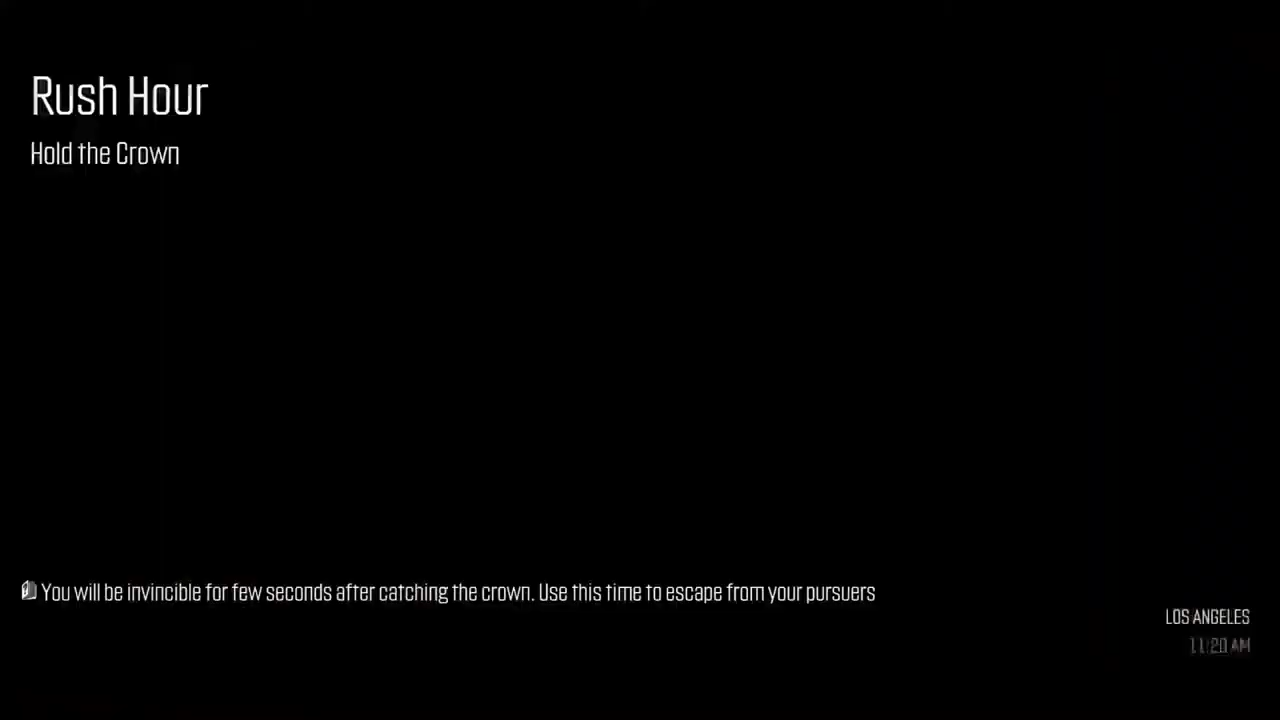 Rush Hour
Hold the Crown
You will be invincible for few seconds after catching the crown. Use this time to escape from your pursuers
LOS ANGELES
11:20 AM